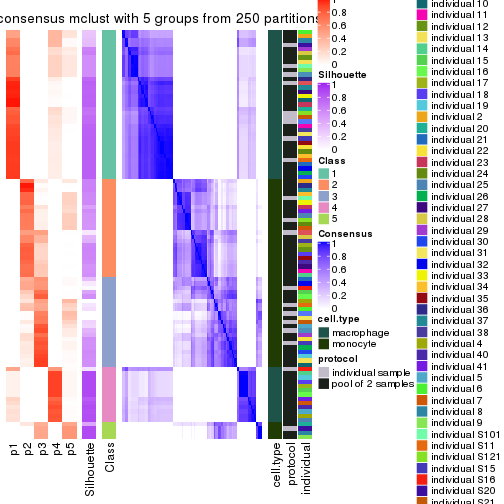 consensus mclust with 5 groups from 250 partitions
p1
p2
p3
p4
p5
Silhouette
Class
cell.type
protocol
individual
0.8
0.6
0.4
0.2
0
Silhouette
1
0.8
0.6
0.4
0.2
0
Class
1
2
3
4
5
Consensus
1
0.8
0.6
0.4
0.2
0
cell.type
macrophage
monocyte
protocol
individual sample
pool of 2 samples
individual 10
individual 11
individual 12
individual 13
individual 14
individual 15
individual 16
individual 17
individual 18
individual 19
individual 2
individual 20
individual 21
individual 22
individual 23
individual 24
individual 25
individual 26
individual 27
individual 28
individual 29
individual 30
individual 31
individual 32
individual 33
individual 34
individual 35
individual 36
individual 37
individual 38
individual 4
individual 40
individual 41
individual 5
individual 6
individual 7
individual 8
individual 9
individual S101
individual S11
individual S121
individual S15
individual S16
individual S20
individual S21